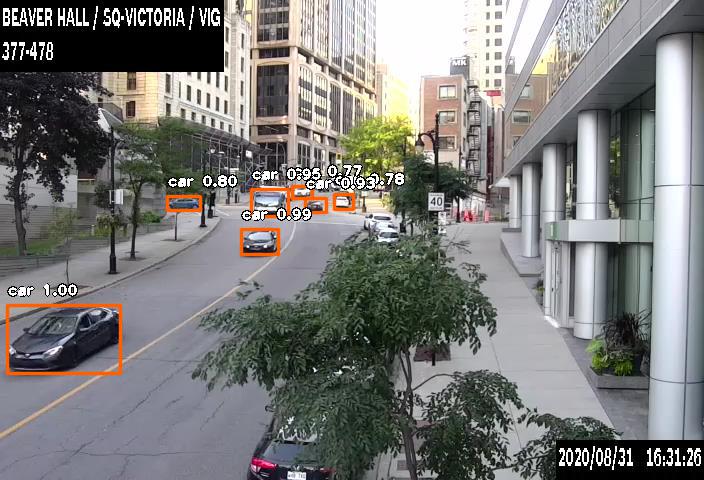 BEAVER HALL / SQ-VICTORIA / VIG
377-478
MK
car 0.80
car 0.95
0.77
car 0.93
0.78
car 0.99
40
car 1.00
2020/08/31 16:31:26